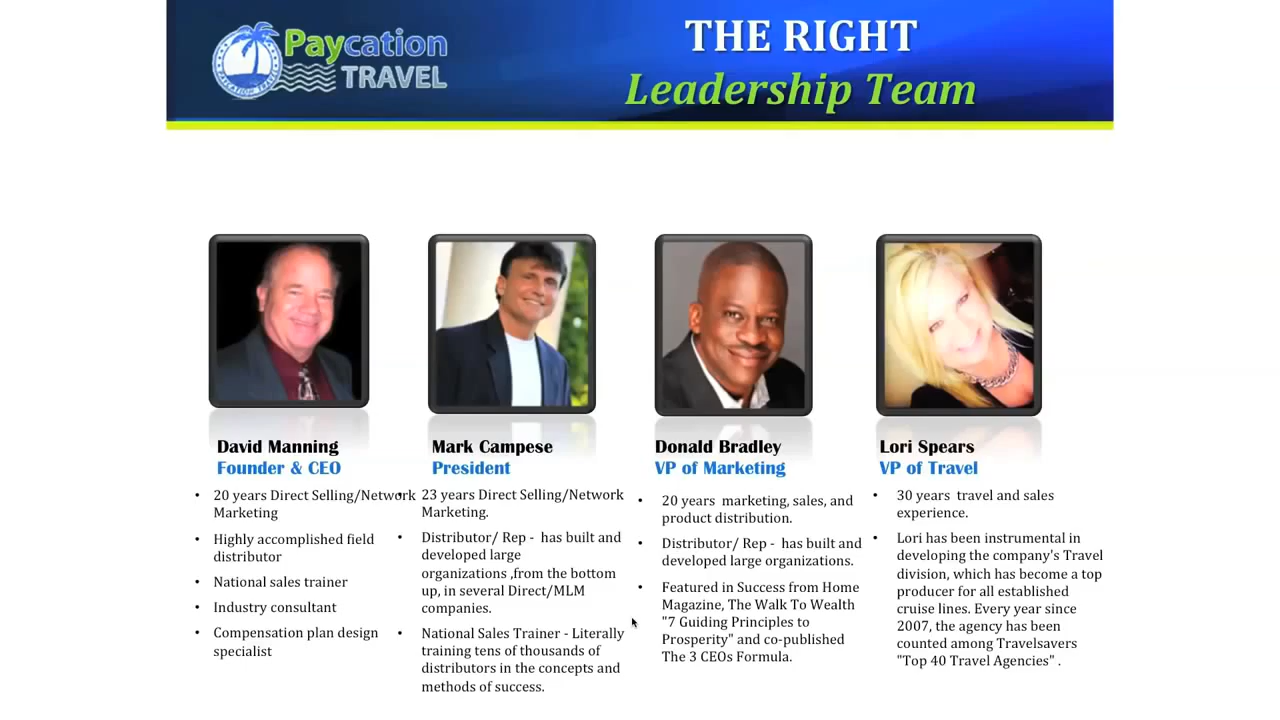 Paycation
TRAVEL
THE RIGHT
Leadership Team
David Manning
Founder & CEO
• 20 years Direct Selling/Network
Marketing
• Highly accomplished field
distributor
• National sales trainer
• Industry consultant
• Compensation plan design
specialist
Mark Campese
President
• 23 years Direct Selling/Network
Marketing.
• Distributor/ Rep - has built and
developed large
organizations ,from the bottom
up, in several Direct/MLM
companies.
• National Sales Trainer - Literally
training tens of thousands of
distributors in the concepts and
methods of success.
Donald Bradley
VP of Marketing
• 20 years marketing, sales, and
product distribution.
• Distributor/ Rep - has built and
developed large organizations.
• Featured in Success from Home
Magazine, The Walk To Wealth
"7 Guiding Principles to
Prosperity" and co-published
The 3 CEOs Formula.
Lori Spears
VP of Travel
• 30 years travel and sales
experience.
• Lori has been instrumental in
developing the company's Travel
division, which has become a top
producer for all established
cruise lines. Every year since
2007, the agency has been
counted among Travelsavers
"Top 40 Travel Agencies" .